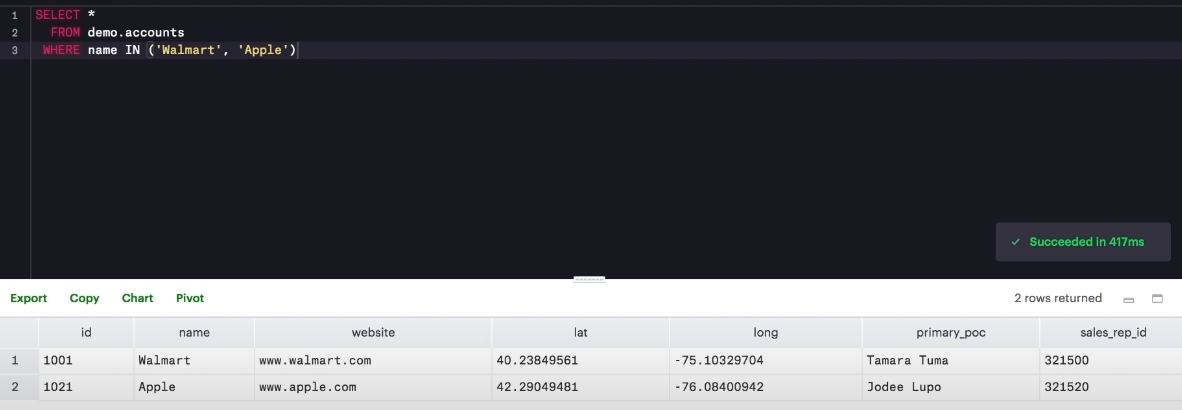 1 SELECT *
2 FROM demo.accounts
3 WHERE name IN ('Walmart', 'Apple')
✓ Succeeded in 417ms
Export Copy Chart Pivot 2 rows returned
id name website lat long primary_poc sales_rep_id
1 1001 Walmart www.walmart.com 40.23849561 -75.10329704 Tamara Tuma 321500
2 1021 Apple www.apple.com 42.29049481 -76.08400942 Jodee Lupo 321520